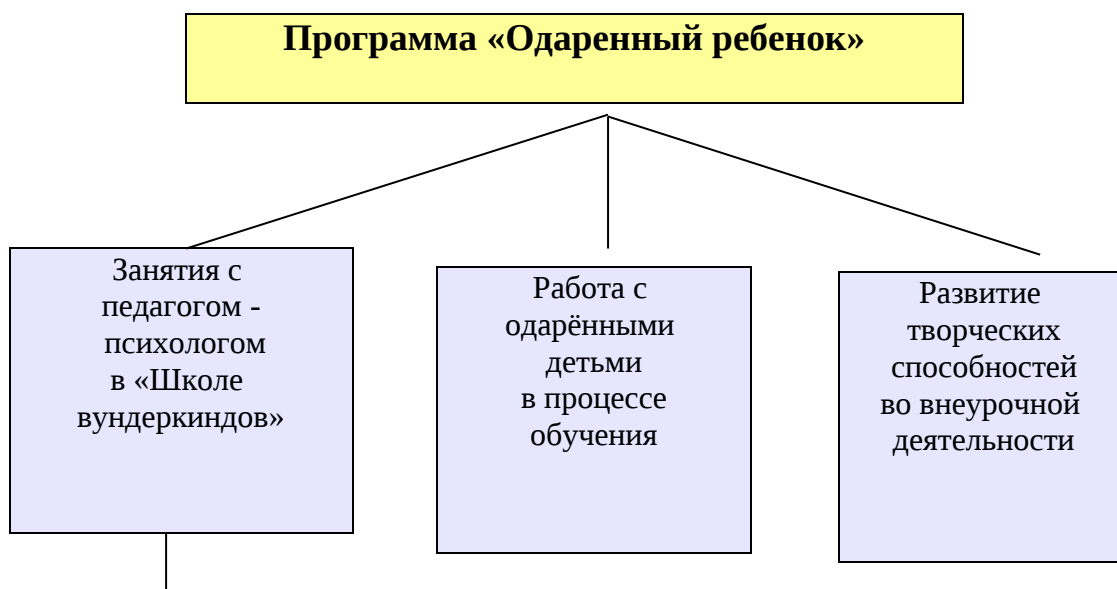 Программа «Одаренный ребенок»
Занятия с
педагогом -
психологом
в «Школе
вундеркиндов»
Работа с
одарёнными
детьми
в процессе
обучения
Развитие
творческих
способностей
во внеурочной
деятельности